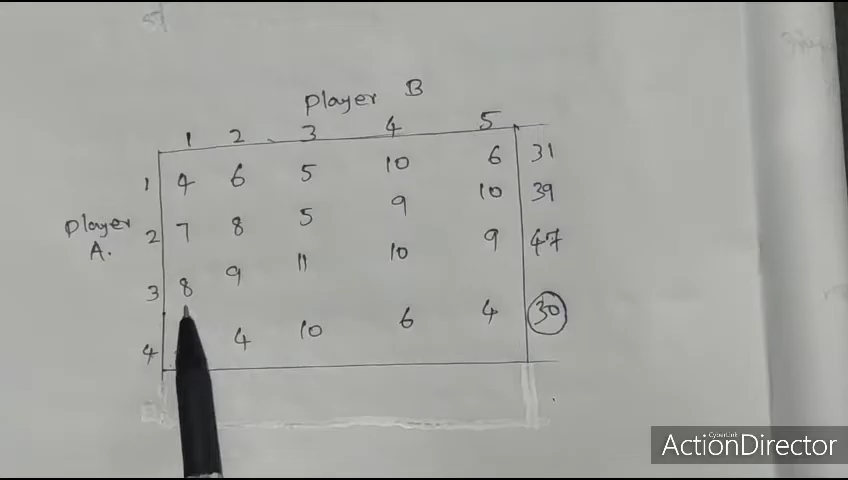 Player B
1 2 3 4 5
1 4 6 5 10 6 31
Player A. 2 7 8 5 9 10 39
3 8 9 11 10 9 47
4 4 10 6 4 30
CyberLink
ActionDirector